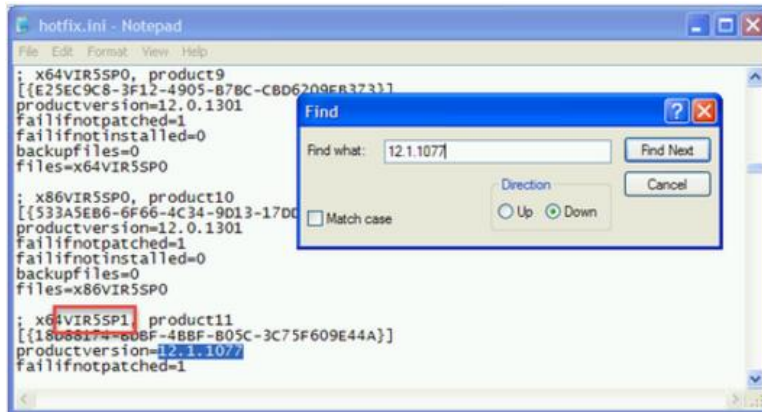 hotfix.ini - Notepad
File Edit Format View Help
; x64VIR5SP0, product9
[{E25EC9C8-3F12-4905-B7BC-CBD6209EB373}]
productversion=12.0.1301
failifnotpatched=1
failifnotinstalled=0
backupfiles=0
files=x64VIR5SP0
; x86VIR5SP0, product10
[{533A5EB6-6F66-4C34-9D13-17DD
productversion=12.0.1301
failifnotpatched=1
failifnotinstalled=0
backupfiles=0
files=x86VIR5SP0
; x64VIR5SP1, product11
productversion=12.1.1077
failifnotpatched=1
Find
Find what: 12.1.1077
Find Next
Direction
Cancel
Match case
Up Down